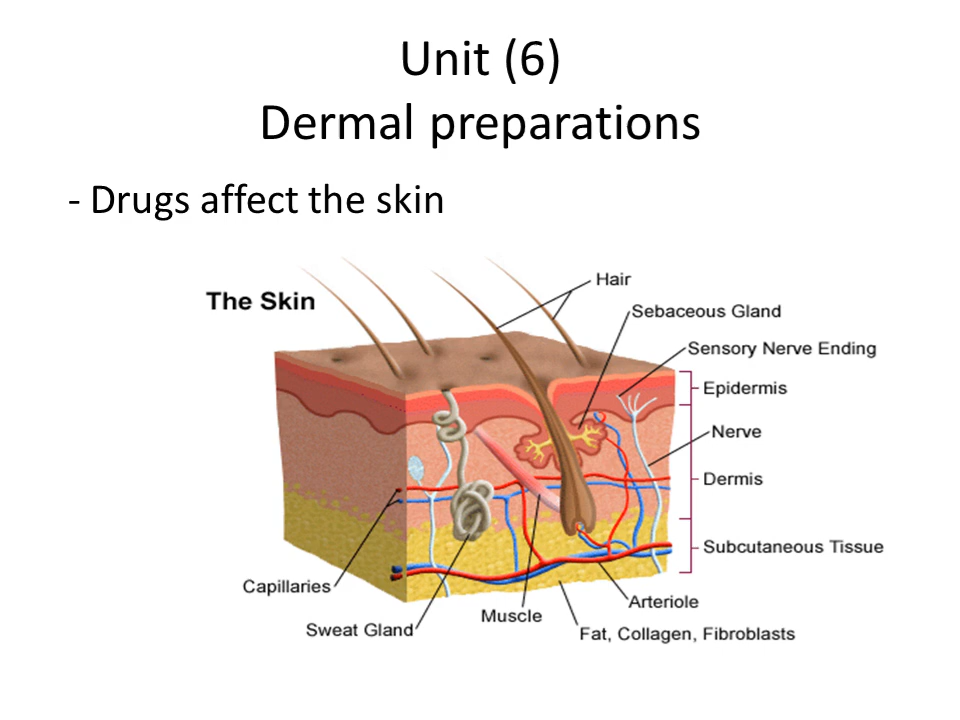 Unit (6)
Dermal preparations
- Drugs affect the skin
The Skin
Hair
Sebaceous Gland
Sensory Nerve Ending
Epidermis
Nerve
Dermis
Subcutaneous Tissue
Capillaries
Sweat Gland
Muscle
Arteriole
Fat, Collagen, Fibroblasts